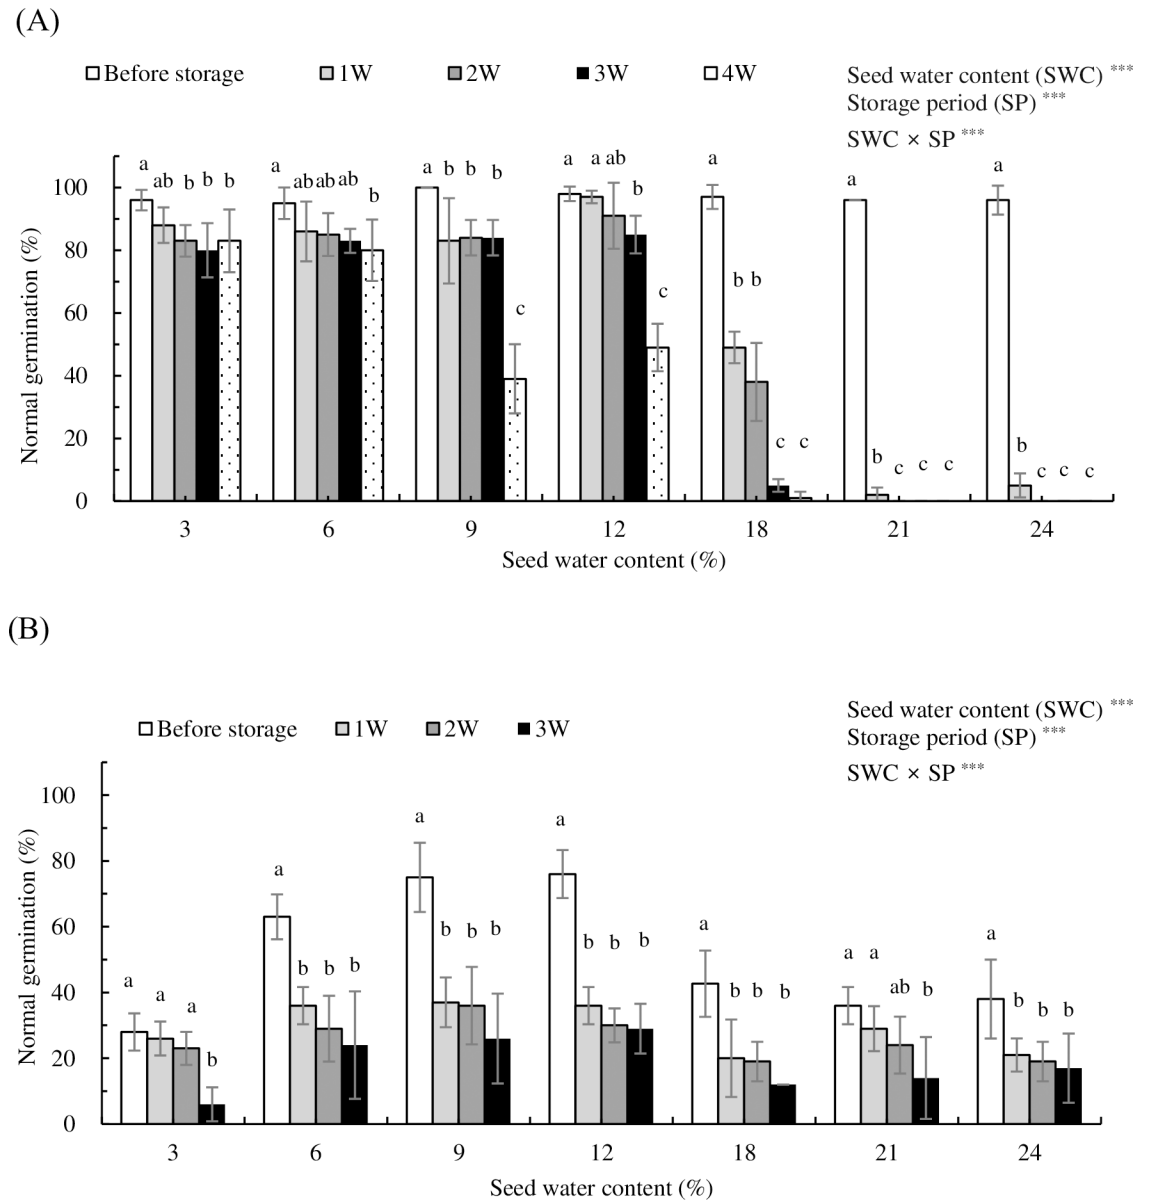 (A)
Before storage 1W 2W 3W 4W
Seed water content (SWC) ***
Storage period (SP) ***
SWC × SP ***
Normal germination (%)
100
80
60
40
20
0
a ab b b b
a ab ab ab b
a b b b c
a a ab b c
a b b c c
a b c c c
a b c c c
3 6 9 12 18 21 24
Seed water content (%)
(B)
Before storage 1W 2W 3W
Seed water content (SWC) ***
Storage period (SP) ***
SWC × SP ***
Normal germination (%)
100
80
60
40
20
0
a a a b
a b b b
a b b b
a b b b
a b b b
a a ab b
a b b b
3 6 9 12 18 21 24
Seed water content (%)